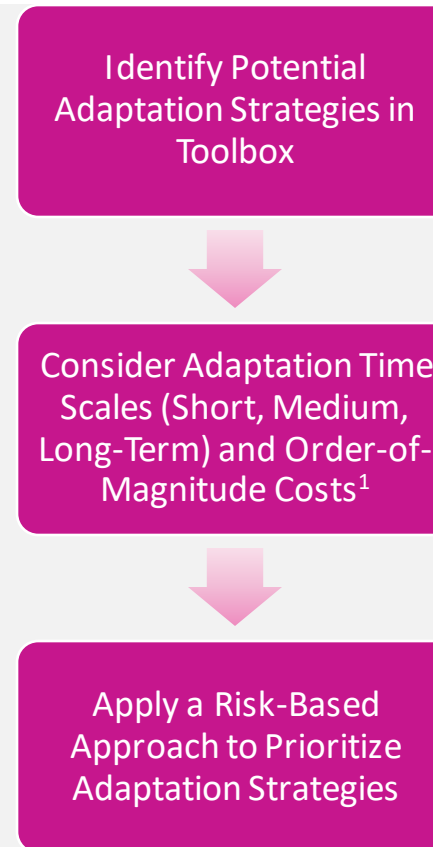 Identify Potential
Adaptation Strategies in
Toolbox
Consider Adaptation Time
Scales (Short, Medium,
Long-Term) and Order-of-
Magnitude Costs¹
Apply a Risk-Based
Approach to Prioritize
Adaptation Strategies